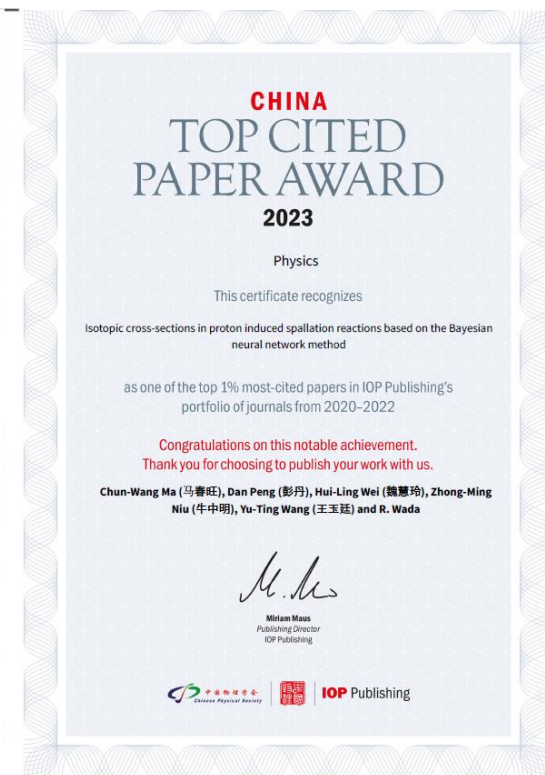 CHINA
TOP CITED
PAPER AWARD
2023
Physics
This certificate recognizes
Isotopic cross-sections in proton induced spallation reactions based on the Bayesian
neural network method
as one of the top 1% most-cited papers in IOP Publishing's
portfolio of journals from 2020–2022
Congratulations on this notable achievement.
Thank you for choosing to publish your work with us.
Chun-Wang Ma (马春旺), Dan Peng (彭丹), Hui-Ling Wei (魏慧玲), Zhong-Ming
Niu (牛中明), Yu-Ting Wang (王玉廷) and R. Wada
Miriam Maus
Publishing Director
IOP Publishing
中国物理学会
Chinese Physical Society
IOP Publishing